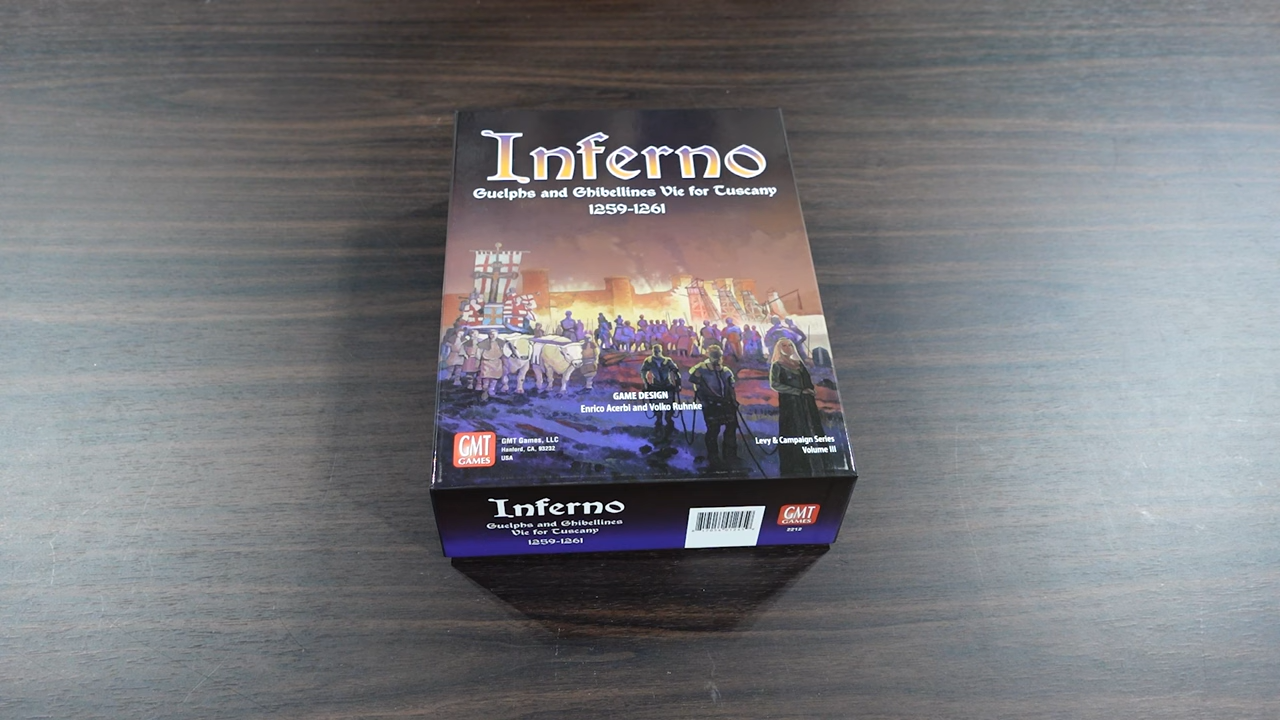 Inferno
Guelphs and Ghibellines Vie for Tuscany
1259-1261
GAME DESIGN
Enrico Acerbi and Volko Ruhnke
GMT
GAMES
GMT Games, LLC
Hanford, CA, 93232
USA
Levy & Campaign Series
Volume III
Inferno
Guelphs and Ghibellines
Vie for Tuscany
1259-1261
GMT
GAMES
2212